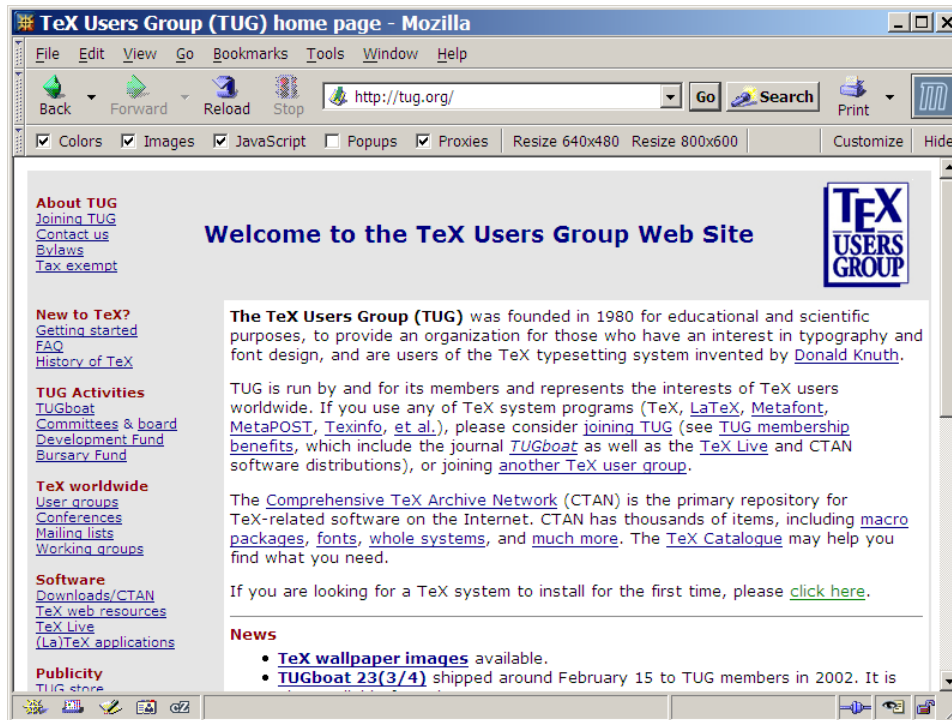 TeX Users Group (TUG) home page - Mozilla
File Edit View Go Bookmarks Tools Window Help
Back Forward Reload Stop http://tug.org/ Go Search Print
Colors Images JavaScript Popups Proxies Resize 640x480 Resize 800x600 Customize Hide
About TUG
Joining TUG
Contact us
Bylaws
Tax exempt
Welcome to the TeX Users Group Web Site
TEX
USERS
GROUP
New to TeX?
Getting started
FAQ
History of TeX
TUG Activities
TUGboat
Committees & board
Development Fund
Bursary Fund
TeX worldwide
User groups
Conferences
Mailing lists
Working groups
Software
Downloads/CTAN
TeX web resources
TeX Live
(La)TeX applications
Publicity
TUG store
The TeX Users Group (TUG) was founded in 1980 for educational and scientific
purposes, to provide an organization for those who have an interest in typography and
font design, and are users of the TeX typesetting system invented by Donald Knuth.
TUG is run by and for its members and represents the interests of TeX users
worldwide. If you use any of TeX system programs (TeX, LaTeX, Metafont,
MetaPOST, Texinfo, et al.), please consider joining TUG (see TUG membership
benefits, which include the journal TUGboat as well as the TeX Live and CTAN
software distributions), or joining another TeX user group.
The Comprehensive TeX Archive Network (CTAN) is the primary repository for
TeX-related software on the Internet. CTAN has thousands of items, including macro
packages, fonts, whole systems, and much more. The TeX Catalogue may help you
find what you need.
If you are looking for a TeX system to install for the first time, please click here.
News
• TeX wallpaper images available.
• TUGboat 23(3/4) shipped around February 15 to TUG members in 2002. It is